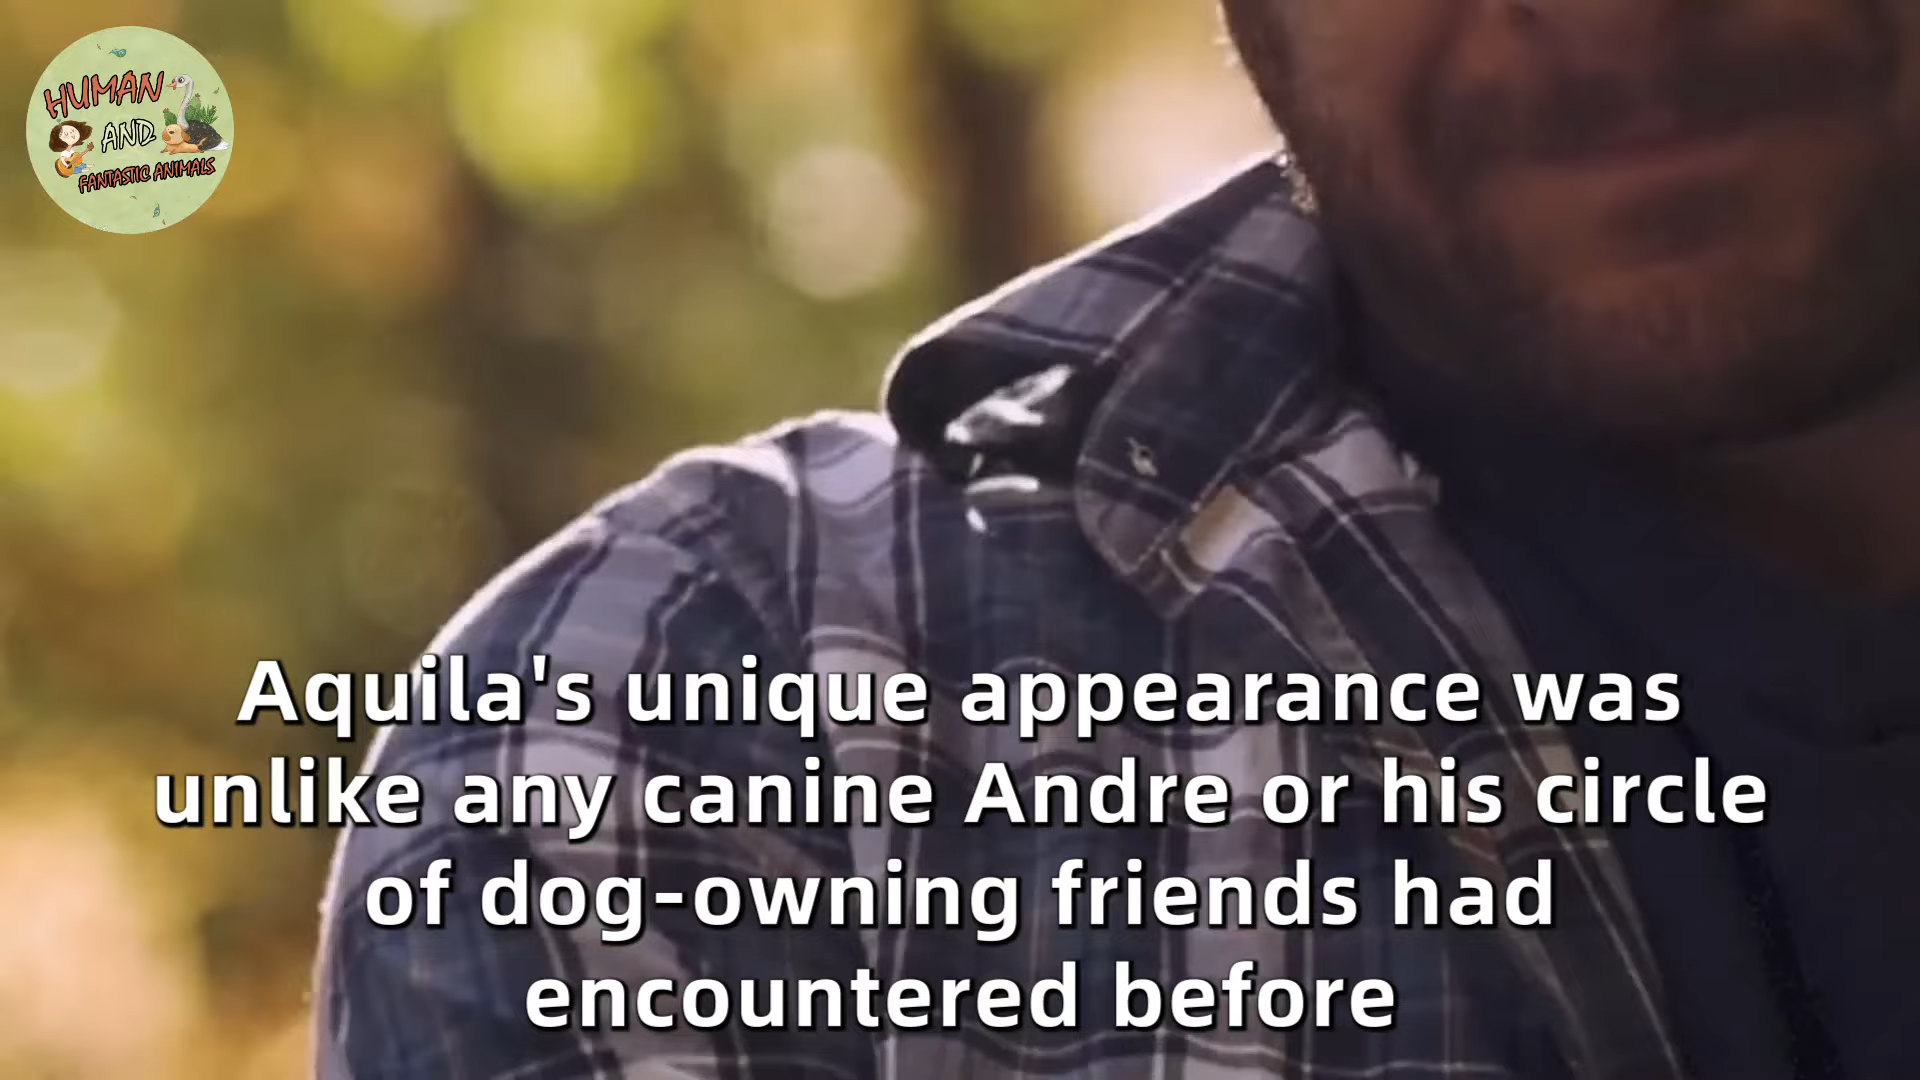 HUMAN
AND
FANTASTIC ANIMALS
Aquila's unique appearance was
unlike any canine Andre or his circle
of dog-owning friends had
encountered before